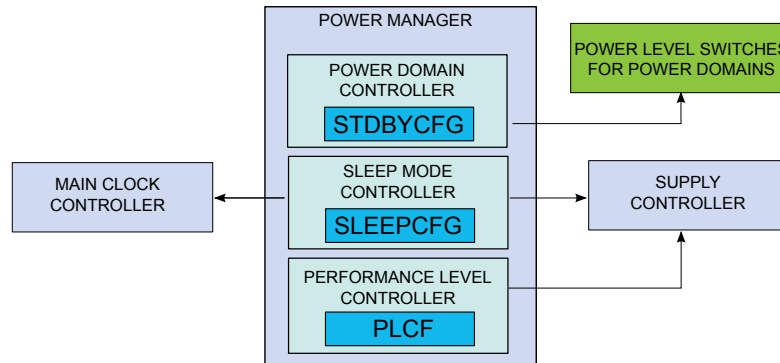 POWER MANAGER
POWER DOMAIN
CONTROLLER
STDBYCFG
POWER LEVEL SWITCHES
FOR POWER DOMAINS
MAIN CLOCK
CONTROLLER
SLEEP MODE
CONTROLLER
SLEEPCFG
SUPPLY
CONTROLLER
PERFORMANCE LEVEL
CONTROLLER
PLCF